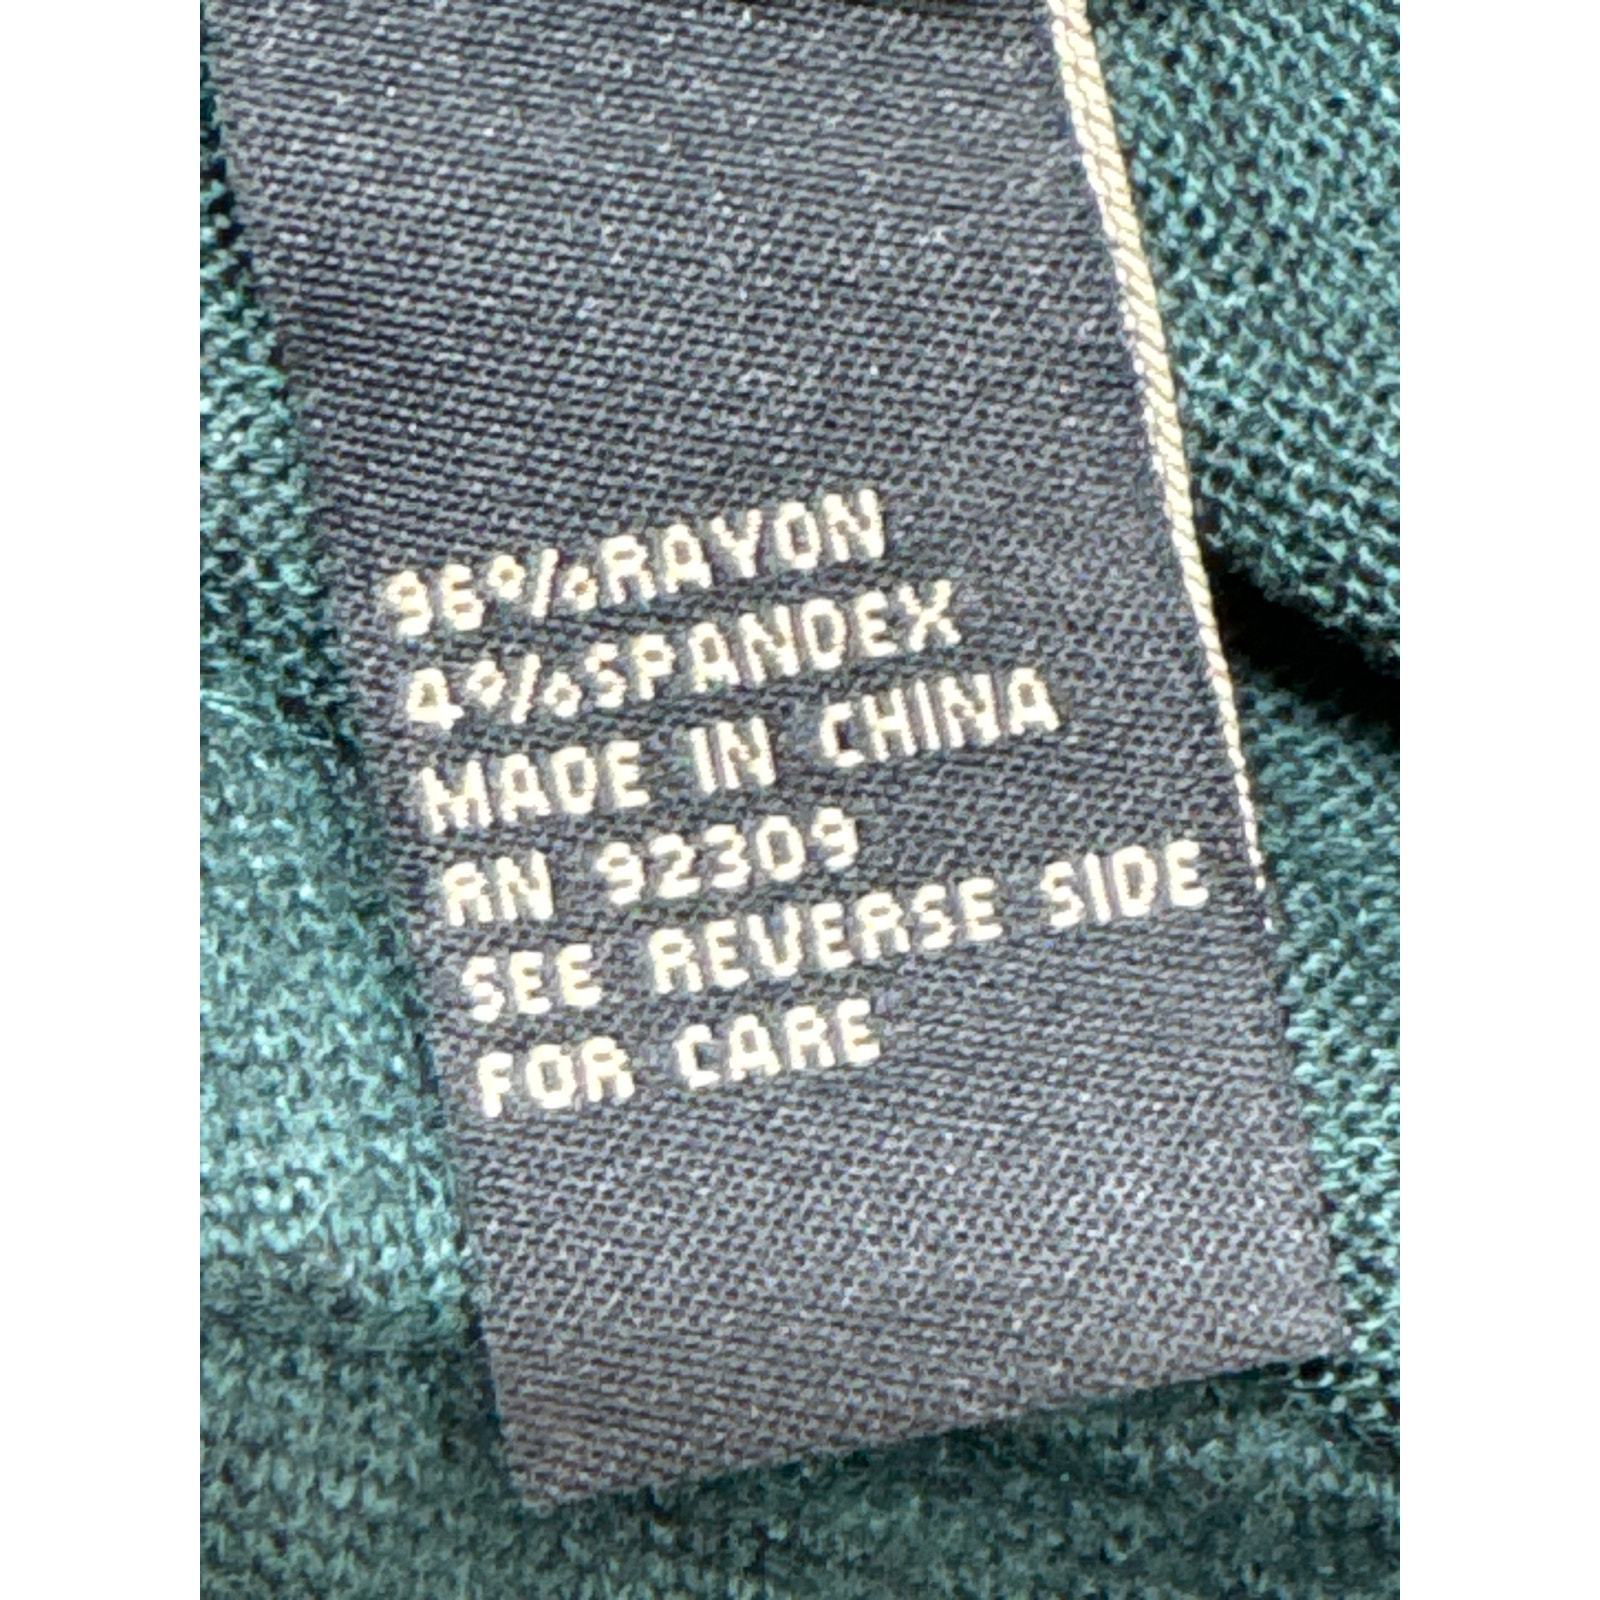 96%RAYON
4%SPANDEX
MADE IN CHINA
RN 92309
SEE REVERSE SIDE
FOR CARE